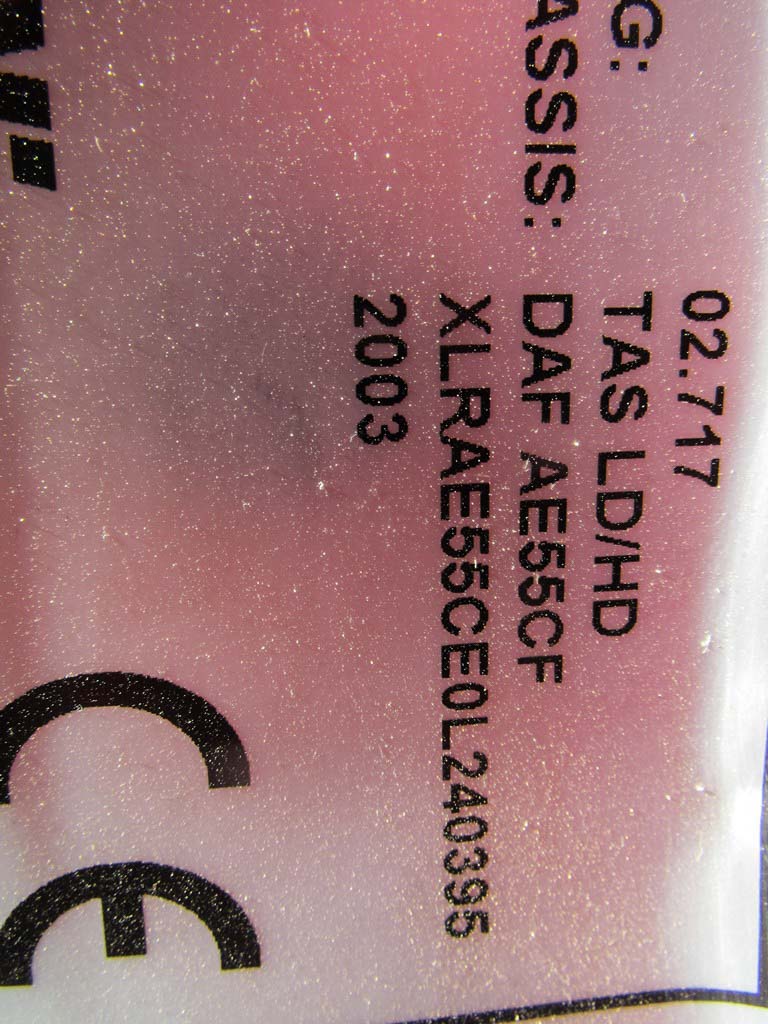 02.717
G: TAS LD/HD
ASSIS: DAF AE55CF
XLRAE55CE0L240395
2003
CE